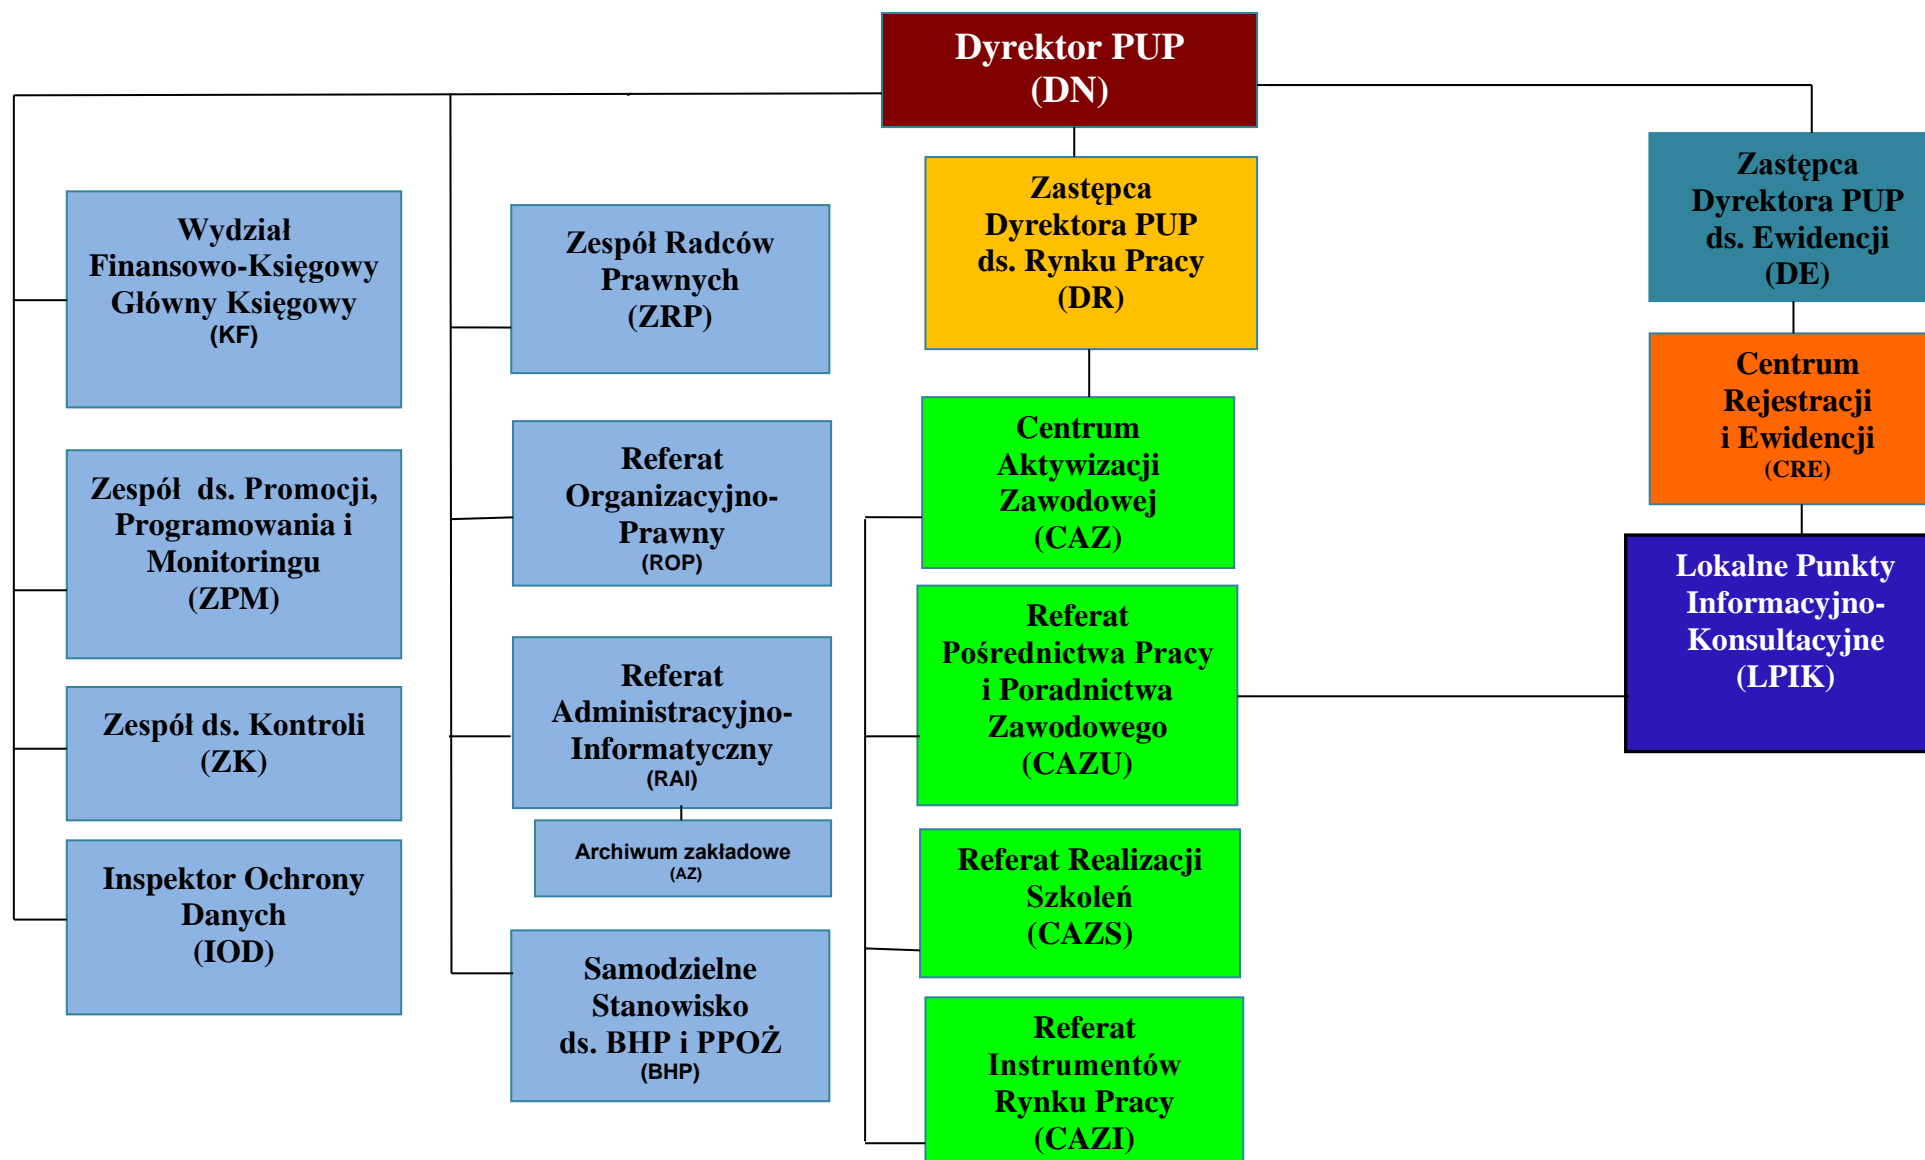 Dyrektor PUP
(DN)
Wydział
Finansowo-Księgowy
Główny Księgowy
(KF)
Zespół  ds. Promocji,
Programowania i
Monitoringu
(ZPM)
Zespół ds. Kontroli
(ZK)
Inspektor Ochrony
Danych
(IOD)
Zespół Radców
Prawnych
(ZRP)
Referat
Organizacyjno-
Prawny
(ROP)
Referat
Administracyjno-
Informatyczny
(RAI)
Archiwum zakładowe
(AZ)
Samodzielne
Stanowisko
ds. BHP i PPOŻ
(BHP)
Zastępca
Dyrektora PUP
ds. Rynku Pracy
(DR)
Centrum
Aktywizacji
Zawodowej
(CAZ)
Referat
Pośrednictwa Pracy
i Poradnictwa
Zawodowego
(CAZU)
Referat Realizacji
Szkoleń
(CAZS)
Referat
Instrumentów
Rynku Pracy
(CAZI)
Zastępca
Dyrektora PUP
ds. Ewidencji
(DE)
Centrum
Rejestracji
i Ewidencji
(CRE)
Lokalne Punkty
Informacyjno-
Konsultacyjne
(LPIK)